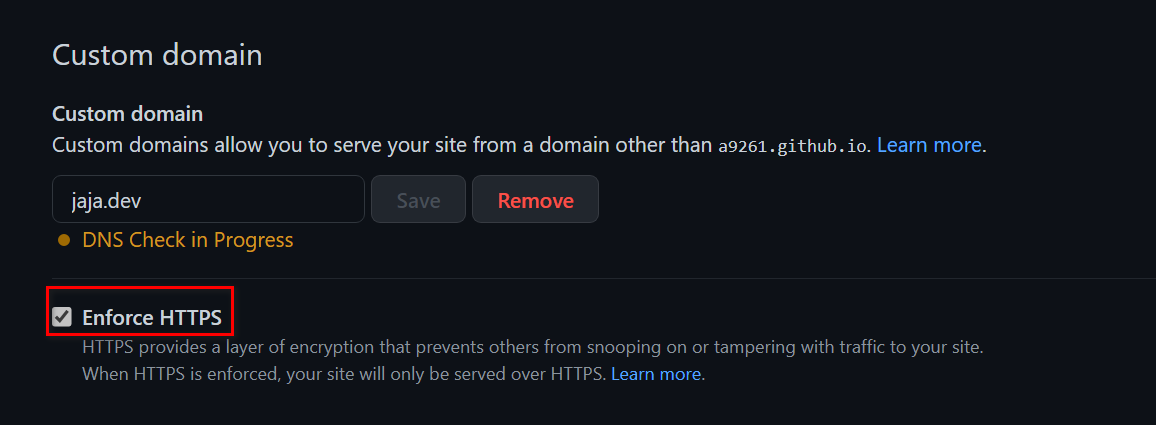 Custom domain
Custom domain
Custom domains allow you to serve your site from a domain other than a9261.github.io. Learn more.
jaja.dev Save Remove
DNS Check in Progress
Enforce HTTPS
HTTPS provides a layer of encryption that prevents others from snooping on or tampering with traffic to your site.
When HTTPS is enforced, your site will only be served over HTTPS. Learn more.